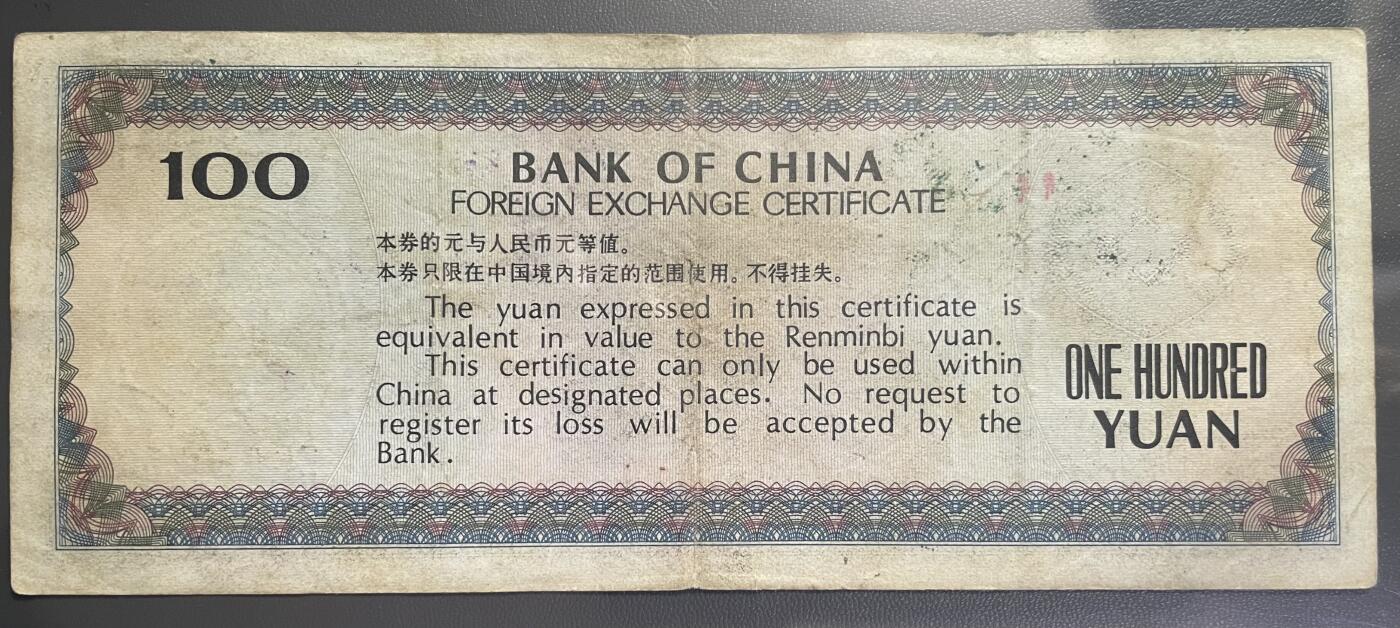 100
BANK OF CHINA
FOREIGN EXCHANGE CERTIFICATE
本券的元与人民币元等值。
本券只限在中国境内指定的范围使用。不得挂失。
The yuan expressed in this certificate is
equivalent in value to the Renminbi yuan.
This certificate can only be used within
China at designated places. No request to
register its loss will be accepted by the
Bank.
ONE HUNDRED
YUAN